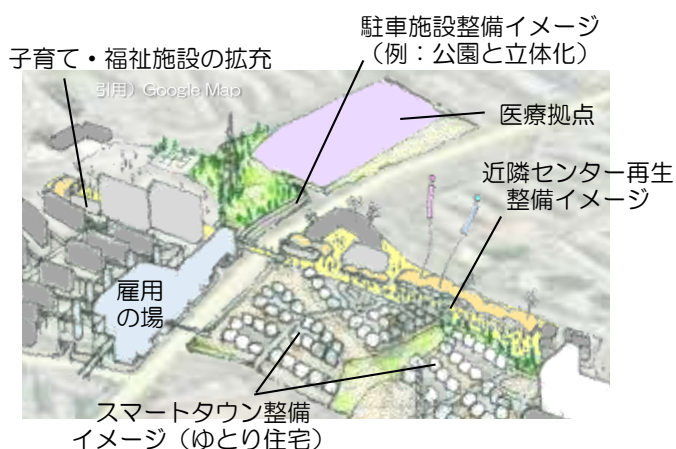 駐車施設整備イメージ
（例：公園と立体化）
子育て・福祉施設の拡充
引用）Google Map
医療拠点
近隣センター再生
整備イメージ
雇用
の場
スマートタウン整備
イメージ（ゆとり住宅）